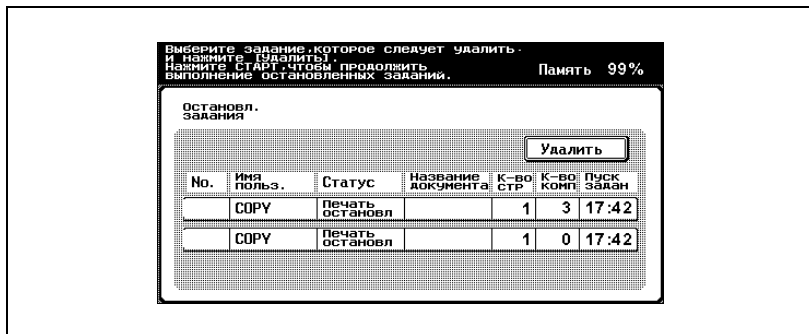 Выберите задание,которое следует удалить
и нажмите [Удалить].
Нажмите СТАРТ,чтобы продолжить
выполнение остановленных заданий.
Память 99%
Остановл.
задания
Удалить
No. Имя польз. Статус Название документа К-во стр К-во комп Пуск задан
COPY Печать остановл 1 3 17:42
COPY Печать остановл 1 0 17:42